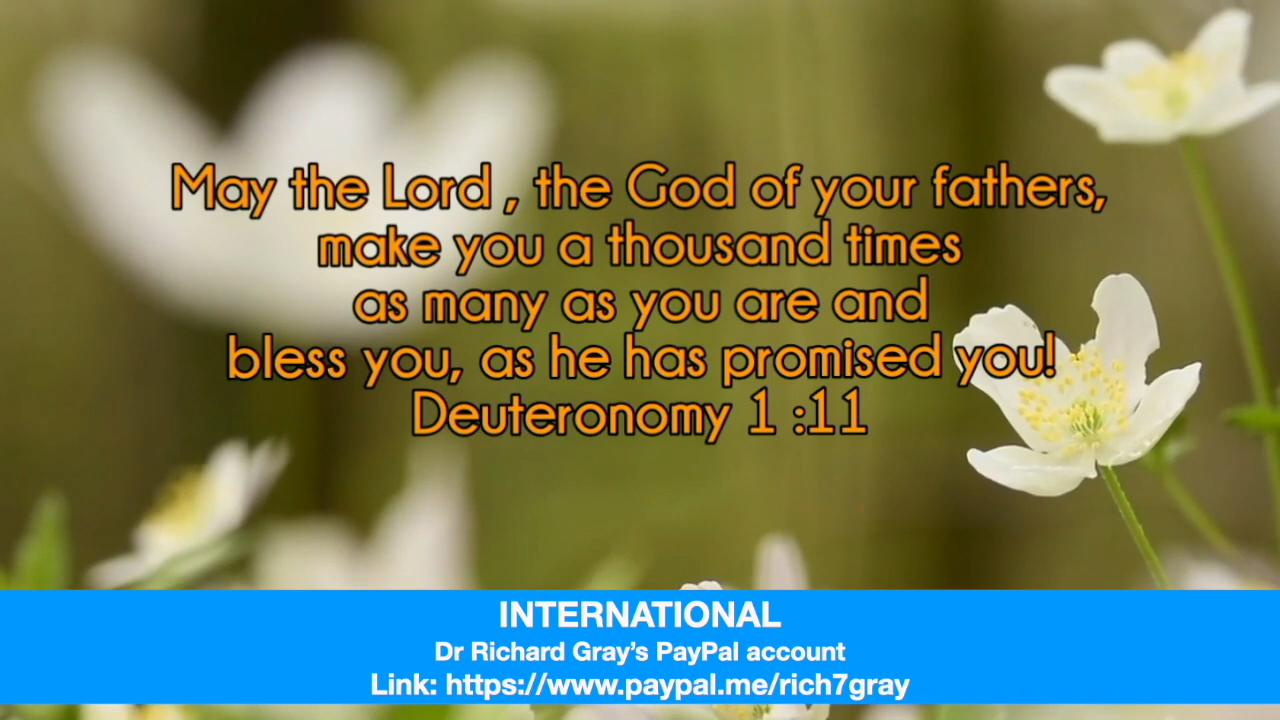 May the Lord , the God of your fathers,
make you a thousand times
as many as you are and
bless you, as he has promised you!
Deuteronomy 1 :11
INTERNATIONAL
Dr Richard Gray’s PayPal account
Link: https://www.paypal.me/rich7gray